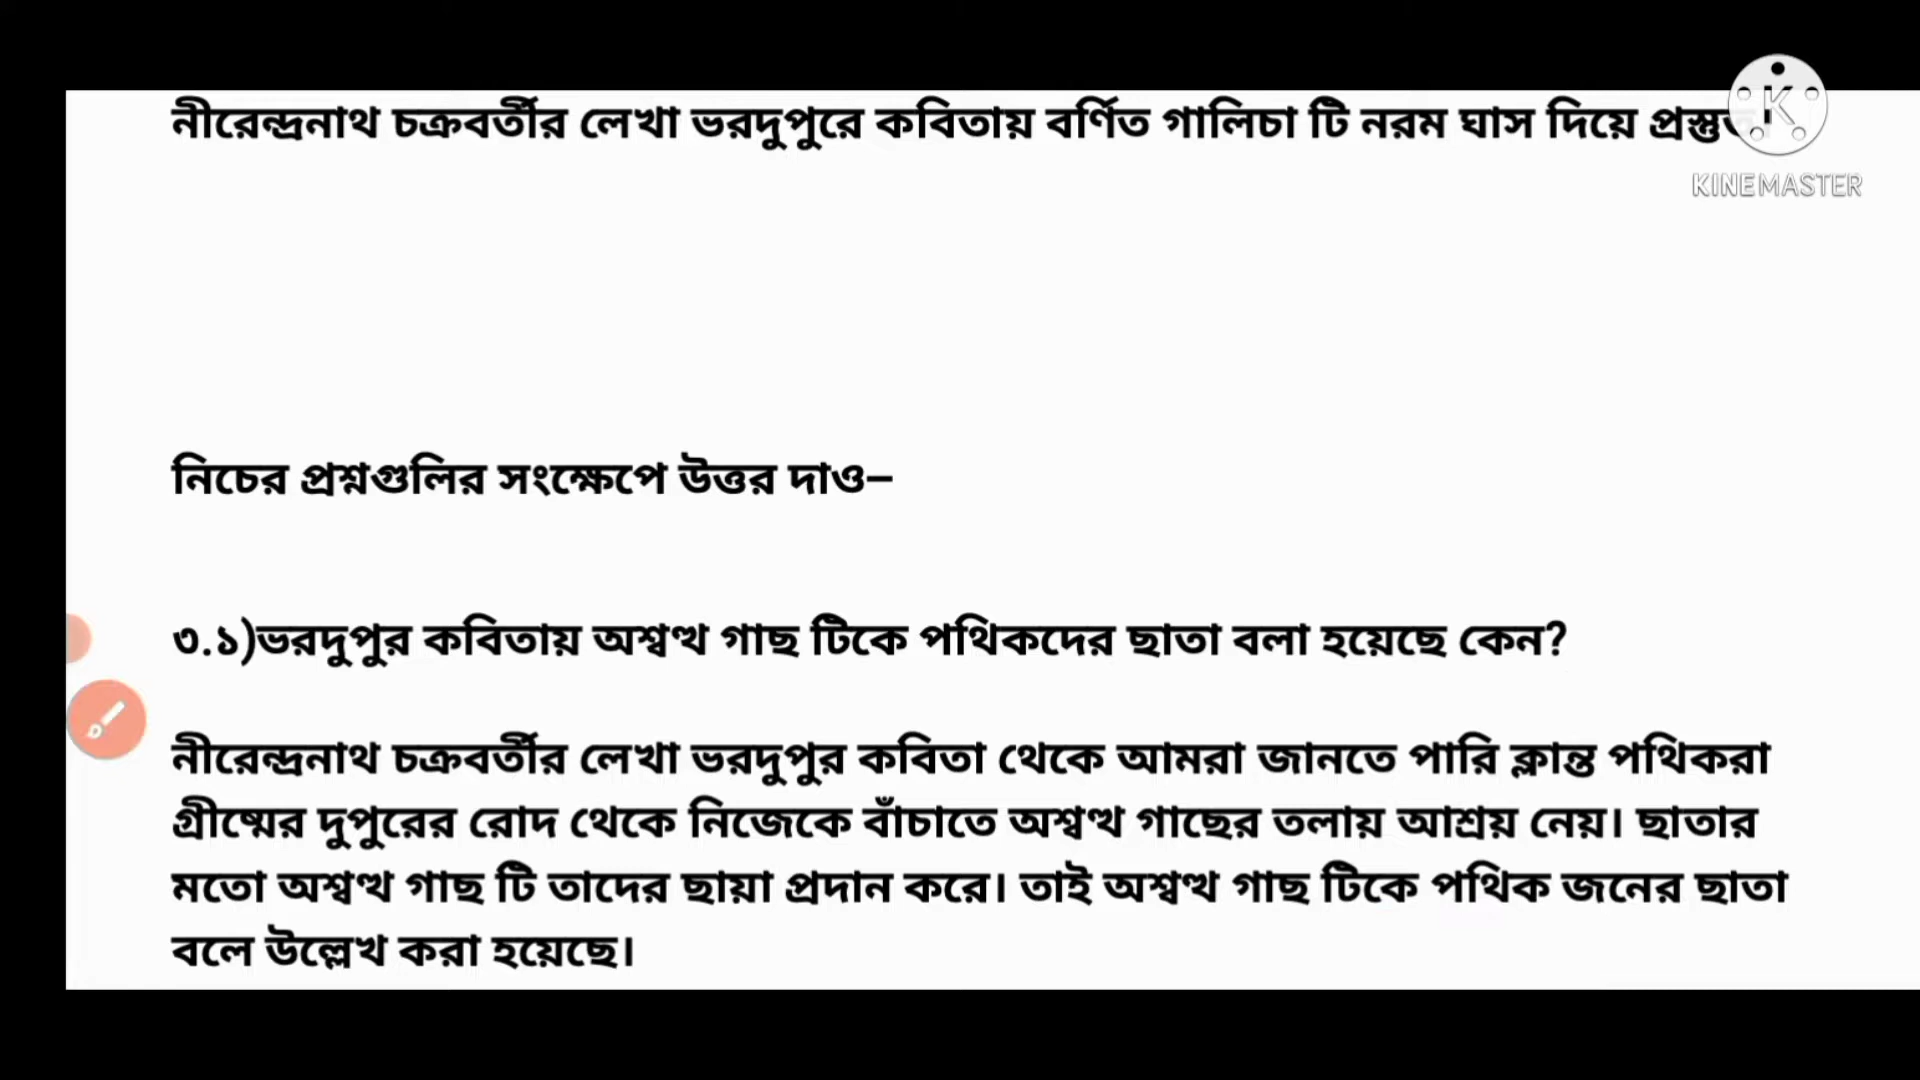 নীরেন্দ্রনাথ চক্রবর্তীর লেখা ভরদুপুরে কবিতায় বর্ণিত গালিচা টি নরম ঘাস দিয়ে প্রস্তুত।
KINEMASTER
নিচের প্রশ্নগুলির সংক্ষেপে উত্তর দাও–
৩.১)ভরদুপুর কবিতায় অশ্বত্থ গাছ টিকে পথিকদের ছাতা বলা হয়েছে কেন?
নীরেন্দ্রনাথ চক্রবর্তীর লেখা ভরদুপুর কবিতা থেকে আমরা জানতে পারি ক্লান্ত পথিকরা
গ্রীষ্মের দুপুরের রোদ থেকে নিজেকে বাঁচাতে অশ্বত্থ গাছের তলায় আশ্রয় নেয়। ছাতার
মতো অশ্বত্থ গাছ টি তাদের ছায়া প্রদান করে। তাই অশ্বত্থ গাছ টিকে পথিক জনের ছাতা
বলে উল্লেখ করা হয়েছে।